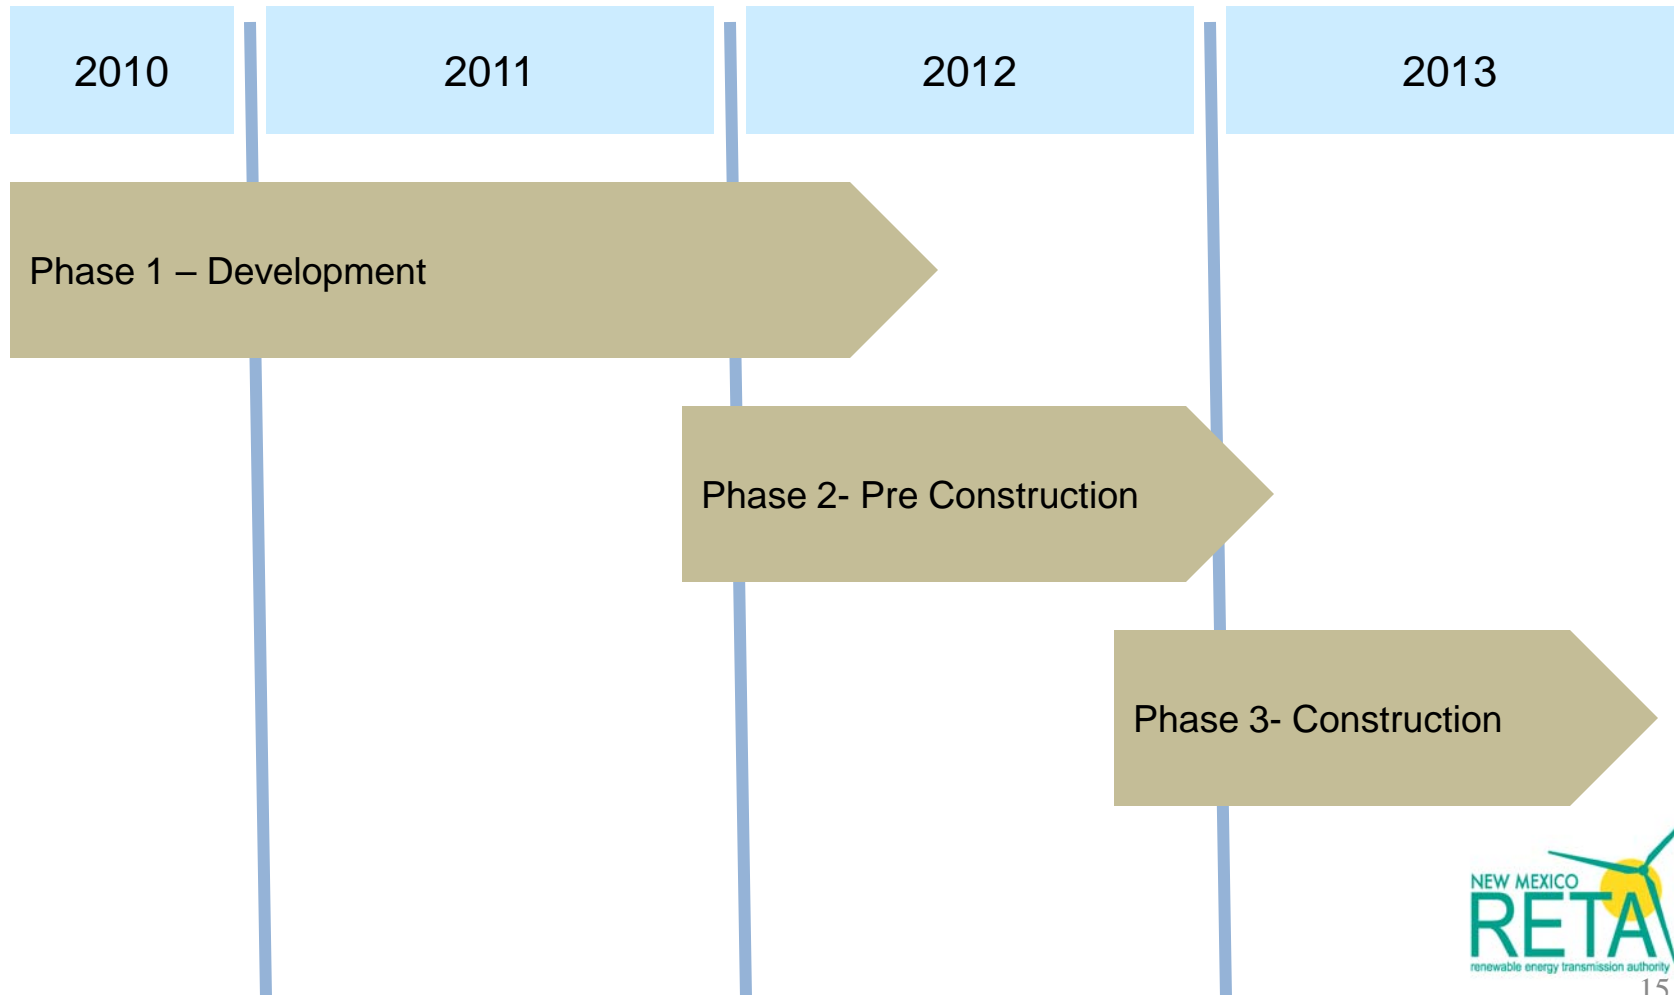 2010
2011
2012
2013
Phase 1 – Development
Phase 2- Pre Construction
Phase 3- Construction
NEW MEXICO
RETA
renewable energy transmission authority
15